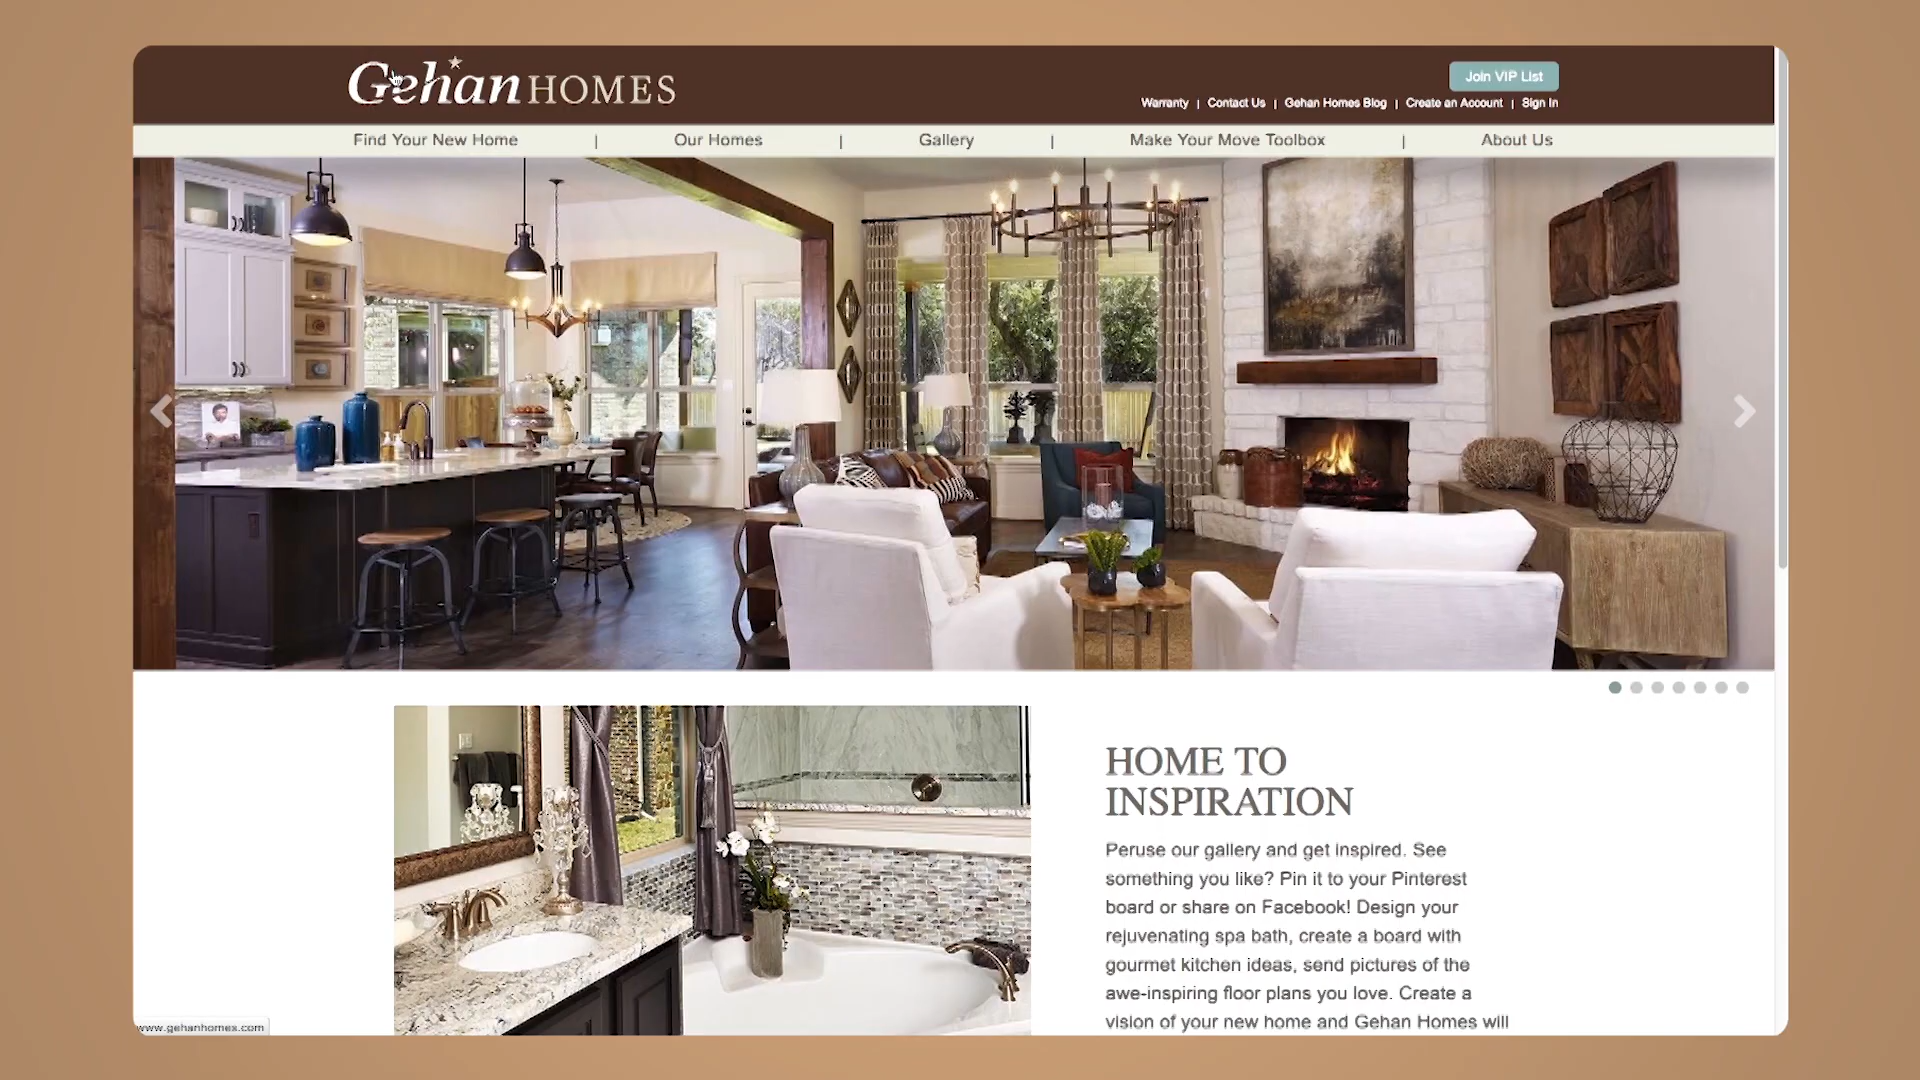 Gehan HOMES
Join VIP List
Warranty | Contact Us | Gehan Homes Blog | Create an Account | Sign In
Find Your New Home | Our Homes | Gallery | Make Your Move Toolbox | About Us
HOME TO
INSPIRATION
Peruse our gallery and get inspired. See
something you like? Pin it to your Pinterest
board or share on Facebook! Design your
rejuvenating spa bath, create a board with
gourmet kitchen ideas, send pictures of the
awe-inspiring floor plans you love. Create a
vision of your new home and Gehan Homes will
www.gehanhomes.com